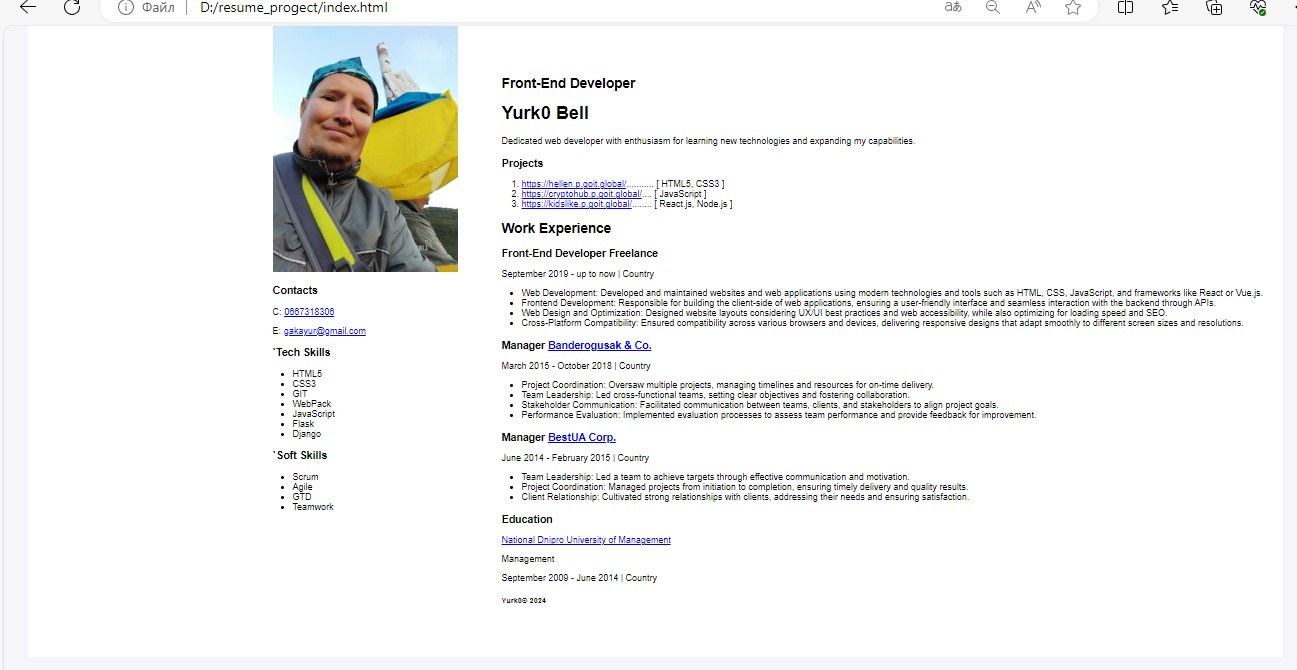 Файл
D:/resume_progect/index.html
Contacts
C: 0667318306
E: gakayur@gmail.com
`Tech Skills
HTML5
CSS3
GIT
WebPack
JavaScript
Flask
Django
`Soft Skills
Scrum
Agile
GTD
Teamwork
Front-End Developer
Yurk0 Bell
Dedicated web developer with enthusiasm for learning new technologies and expanding my capabilities.
Projects
1. https://hellen.p.goit.global/........... [ HTML5, CSS3 ]
2. https://cryptohub.p.goit.global/.... [ JavaScript ]
3. https://kidslike.p.goit.global/........ [ React.js, Node.js ]
Work Experience
Front-End Developer Freelance
September 2019 - up to now | Country
Web Development: Developed and maintained websites and web applications using modern technologies and tools such as HTML, CSS, JavaScript, and frameworks like React or Vue.js.
Frontend Development: Responsible for building the client-side of web applications, ensuring a user-friendly interface and seamless interaction with the backend through APIs.
Web Design and Optimization: Designed website layouts considering UX/UI best practices and web accessibility, while also optimizing for loading speed and SEO.
Cross-Platform Compatibility: Ensured compatibility across various browsers and devices, delivering responsive designs that adapt smoothly to different screen sizes and resolutions.
Manager Banderogusak & Co.
March 2015 - October 2018 | Country
Project Coordination: Oversaw multiple projects, managing timelines and resources for on-time delivery.
Team Leadership: Led cross-functional teams, setting clear objectives and fostering collaboration.
Stakeholder Communication: Facilitated communication between teams, clients, and stakeholders to align project goals.
Performance Evaluation: Implemented evaluation processes to assess team performance and provide feedback for improvement.
Manager BestUA Corp.
June 2014 - February 2015 | Country
Team Leadership: Led a team to achieve targets through effective communication and motivation.
Project Coordination: Managed projects from initiation to completion, ensuring timely delivery and quality results.
Client Relationship: Cultivated strong relationships with clients, addressing their needs and ensuring satisfaction.
Education
National Dnipro University of Management
Management
September 2009 - June 2014 | Country
Yurk0© 2024